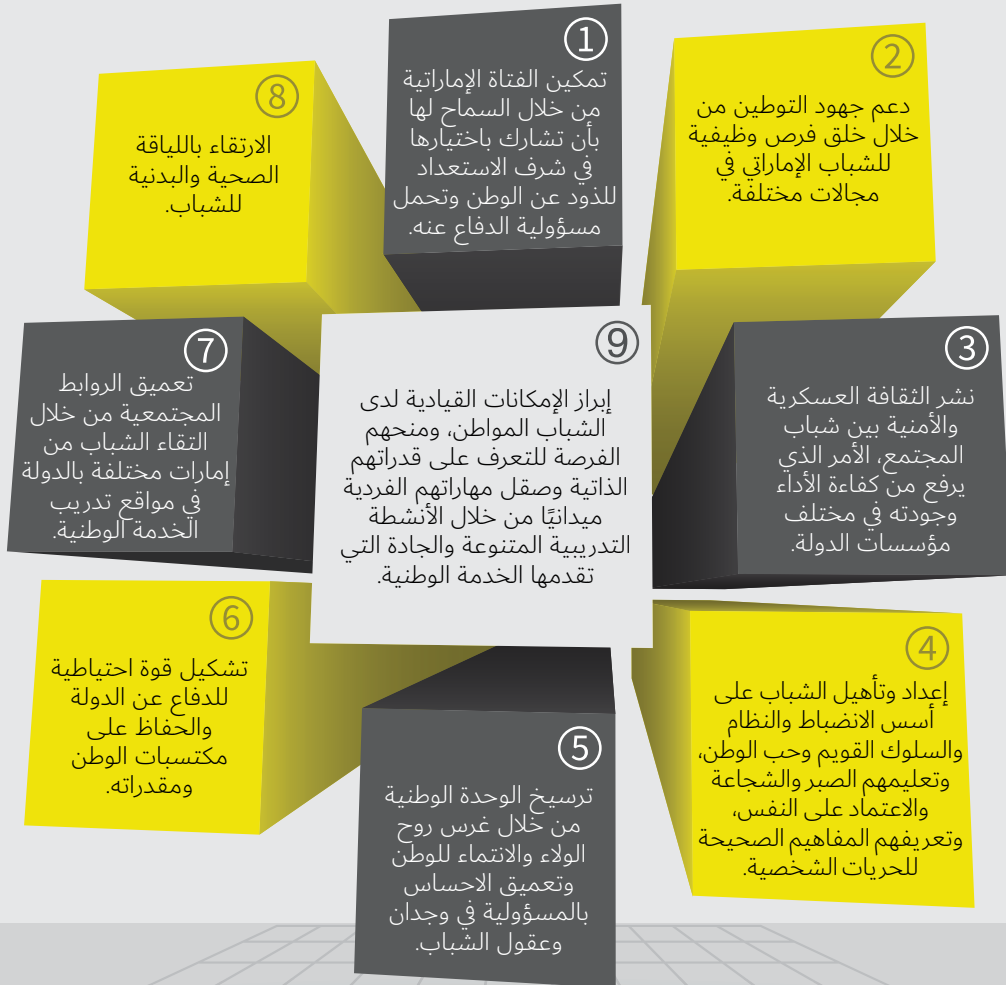 ①
تمكين الفتاة الإماراتية
من خلال السماح لها
بأن تشارك باختيارها
في شرف الاستعداد
للذود عن الوطن وتحمل
مسؤولية الدفاع عنه.
②
دعم جهود التوطين من
خلال خلق فرص وظيفية
للشباب الإماراتي في
مجالات مختلفة.
③
نشر الثقافة العسكرية
والأمنية بين شباب
المجتمع، الأمر الذي
يرفع من كفاءة الأداء
وجودته في مختلف
مؤسسات الدولة.
④
إعداد وتأهيل الشباب على
أسس الانضباط والنظام
والسلوك القويم وحب الوطن،
وتعليمهم الصبر والشجاعة
والاعتماد على النفس،
وتعريفهم المفاهيم الصحيحة
للحريات الشخصية.
⑤
ترسيخ الوحدة الوطنية
من خلال غرس روح
الولاء والانتماء للوطن
وتعميق الاحساس
بالمسؤولية في وجدان
وعقول الشباب.
⑥
تشكيل قوة احتياطية
للدفاع عن الدولة
والحفاظ على
مكتسبات الوطن
ومقدراته.
⑦
تعميق الروابط
المجتمعية من خلال
التقاء الشباب من
إمارات مختلفة بالدولة
في مواقع تدريب
الخدمة الوطنية.
⑧
الارتقاء باللياقة
الصحية والبدنية
للشباب.
⑨
إبراز الإمكانات القيادية لدى
الشباب المواطن، ومنحهم
الفرصة للتعرف على قدراتهم
الذاتية وصقل مهاراتهم الفردية
ميدانيًا من خلال الأنشطة
التدريبية المتنوعة والجادة التي
تقدمها الخدمة الوطنية.